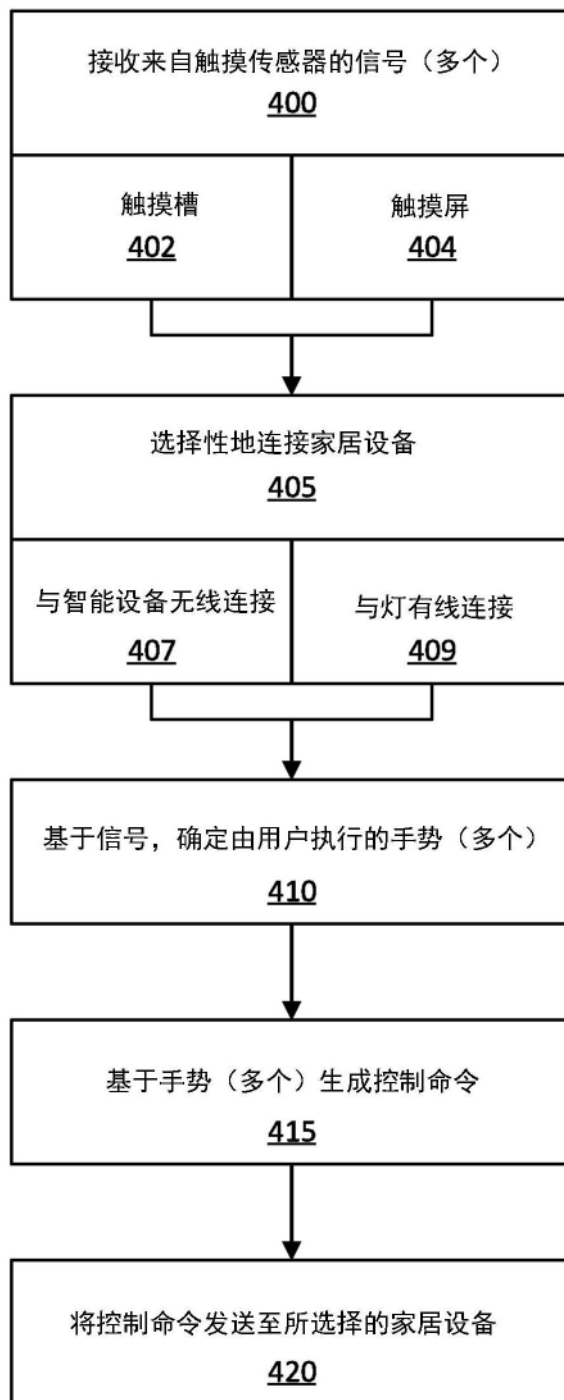 接收来自触摸传感器的信号（多个）
400
触摸槽
402
触摸屏
404
选择性地连接家居设备
405
与智能设备无线连接
407
与灯有线连接
409
基于信号，确定由用户执行的手势（多个）
410
基于手势（多个）生成控制命令
415
将控制命令发送至所选择的家居设备
420